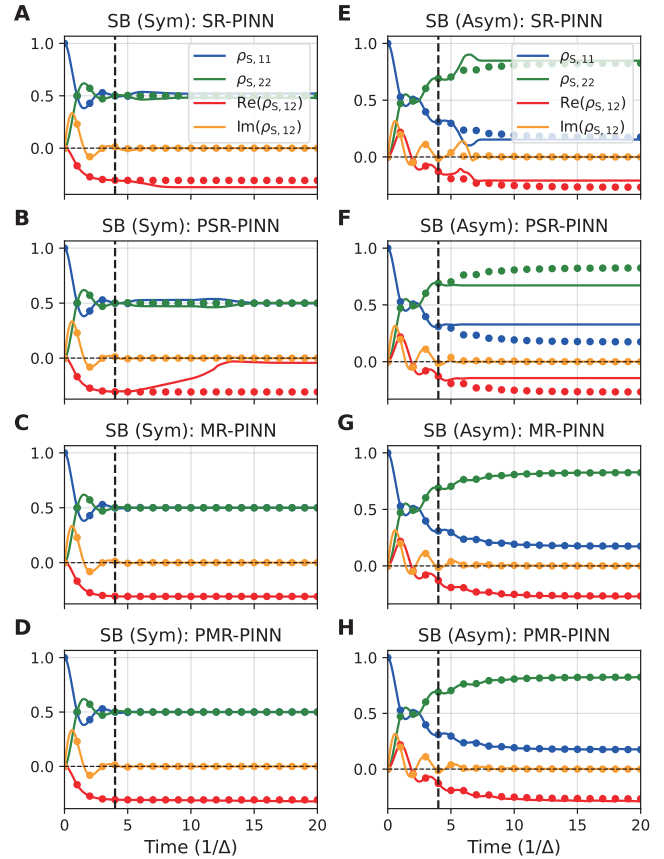 A
SB (Sym): SR-PINN
1.0
0.5
0.0
ρS,11
ρS,22
Re(ρS,12)
Im(ρS,12)
E
SB (Asym): SR-PINN
1.0
0.5
0.0
ρS,11
ρS,22
Re(ρS,12)
Im(ρS,12)
B
SB (Sym): PSR-PINN
1.0
0.5
0.0
F
SB (Asym): PSR-PINN
1.0
0.5
0.0
C
SB (Sym): MR-PINN
1.0
0.5
0.0
G
SB (Asym): MR-PINN
1.0
0.5
0.0
D
SB (Sym): PMR-PINN
1.0
0.5
0.0
0 5 10 15 20
Time (1/Δ)
H
SB (Asym): PMR-PINN
1.0
0.5
0.0
0 5 10 15 20
Time (1/Δ)